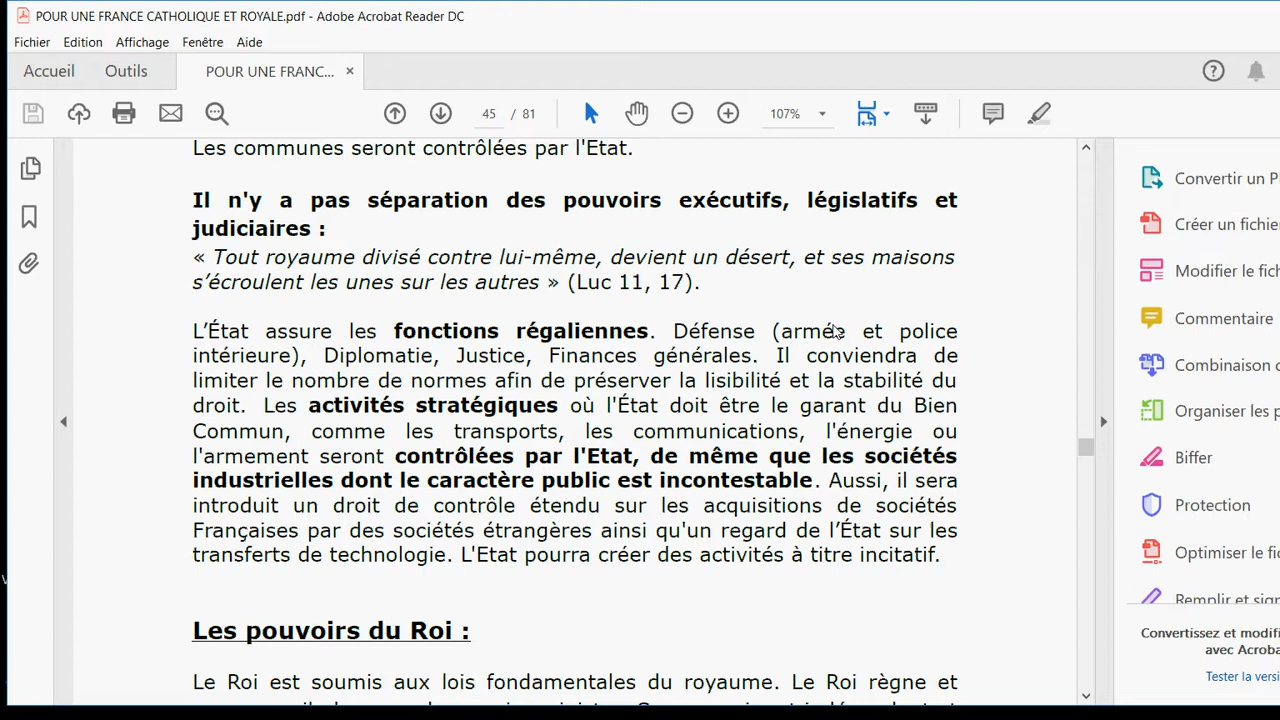 POUR UNE FRANCE CATHOLIQUE ET ROYALE.pdf - Adobe Acrobat Reader DC
Fichier Edition Affichage Fenêtre Aide
Accueil Outils POUR UNE FRANC... ×
45 / 81 107%
Les communes seront contrôlées par l'Etat.
Il n'y a pas séparation des pouvoirs exécutifs, législatifs et
judiciaires :
« Tout royaume divisé contre lui-même, devient un désert, et ses maisons
s’écroulent les unes sur les autres » (Luc 11, 17).
L’État assure les fonctions régaliennes. Défense (armée et police
intérieure), Diplomatie, Justice, Finances générales. Il conviendra de
limiter le nombre de normes afin de préserver la lisibilité et la stabilité du
droit. Les activités stratégiques où l'État doit être le garant du Bien
Commun, comme les transports, les communications, l'énergie ou
l'armement seront contrôlées par l'Etat, de même que les sociétés
industrielles dont le caractère public est incontestable. Aussi, il sera
introduit un droit de contrôle étendu sur les acquisitions de sociétés
Françaises par des sociétés étrangères ainsi qu'un regard de l’État sur les
transferts de technologie. L'Etat pourra créer des activités à titre incitatif.
Les pouvoirs du Roi :
Le Roi est soumis aux lois fondamentales du royaume. Le Roi règne et
Convertir un P
Créer un fichie
Modifier le fich
Commentaire
Combinaison d
Organiser les p
Biffer
Protection
Optimiser le fi
Remplir et sign
Convertissez et modifi
avec Acroba
Tester la versi